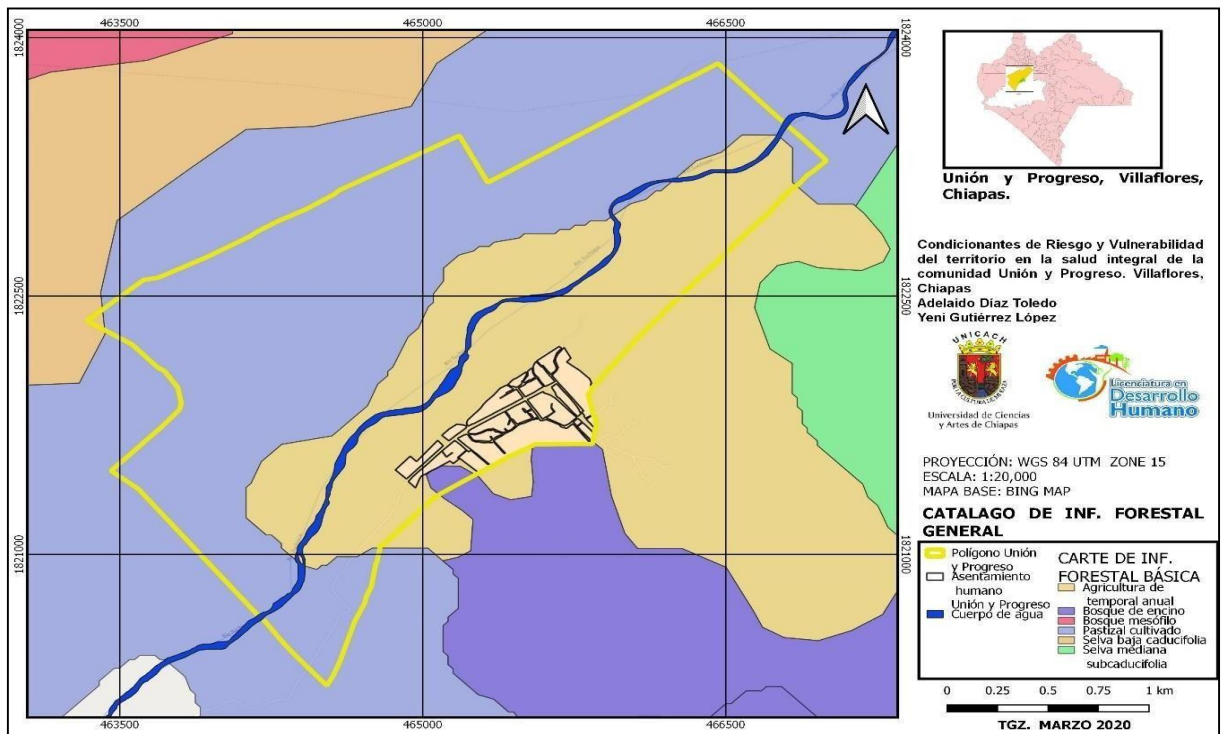 463500
465000
466500
1824000
1824000
1822500
1822500
1821000
1821000
463500
465000
466500
Unión y Progreso, Villaflores,
Chiapas.
Condicionantes de Riesgo y Vulnerabilidad
del territorio en la salud integral de la
comunidad Unión y Progreso. Villaflores,
Chiapas
Adelaido Díaz Toledo
Yeni Gutiérrez López
UNICACH
Universidad de Ciencias
y Artes de Chiapas
Licenciatura en
Desarrollo
Humano
PROYECCIÓN: WGS 84 UTM ZONE 15
ESCALA: 1:20,000
MAPA BASE: BING MAP
CATALAGO DE INF. FORESTAL
GENERAL
Polígono Unión
y Progreso
Asentamiento
humano
Unión y Progreso
Cuerpo de agua
CARTE DE INF.
FORESTAL BÁSICA
Agricultura de
temporal anual
Bosque de encino
Bosque mesófilo
Pastizal cultivado
Selva baja caducifolia
Selva mediana
subcaducifolia
0 0.25 0.5 0.75 1 km
TGZ. MARZO 2020